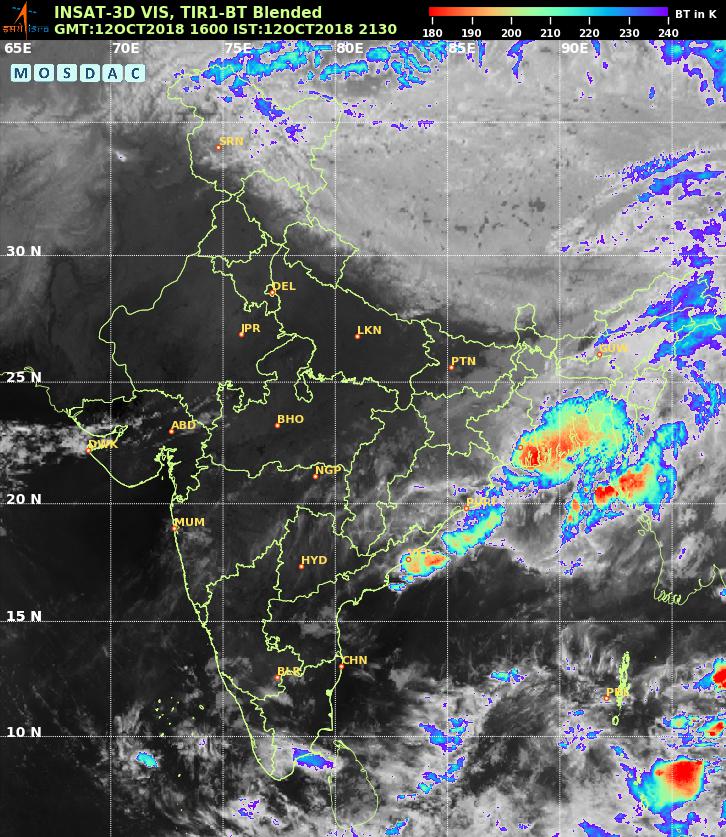 INSAT-3D VIS, TIR1-BT Blended
GMT:12OCT2018 1600 IST:12OCT2018 2130
BT in K
180 190 200 210 220 230 240
65E 70E 75E 80E 85E 90E
MOSDAC
SRN
30 N
DEL
JPR
LKN
GUW
PTN
25 N
ABD
BHO
DWK
NGP
20 N
MUM
HYD
15 N
CHN
BLR
PBL
10 N